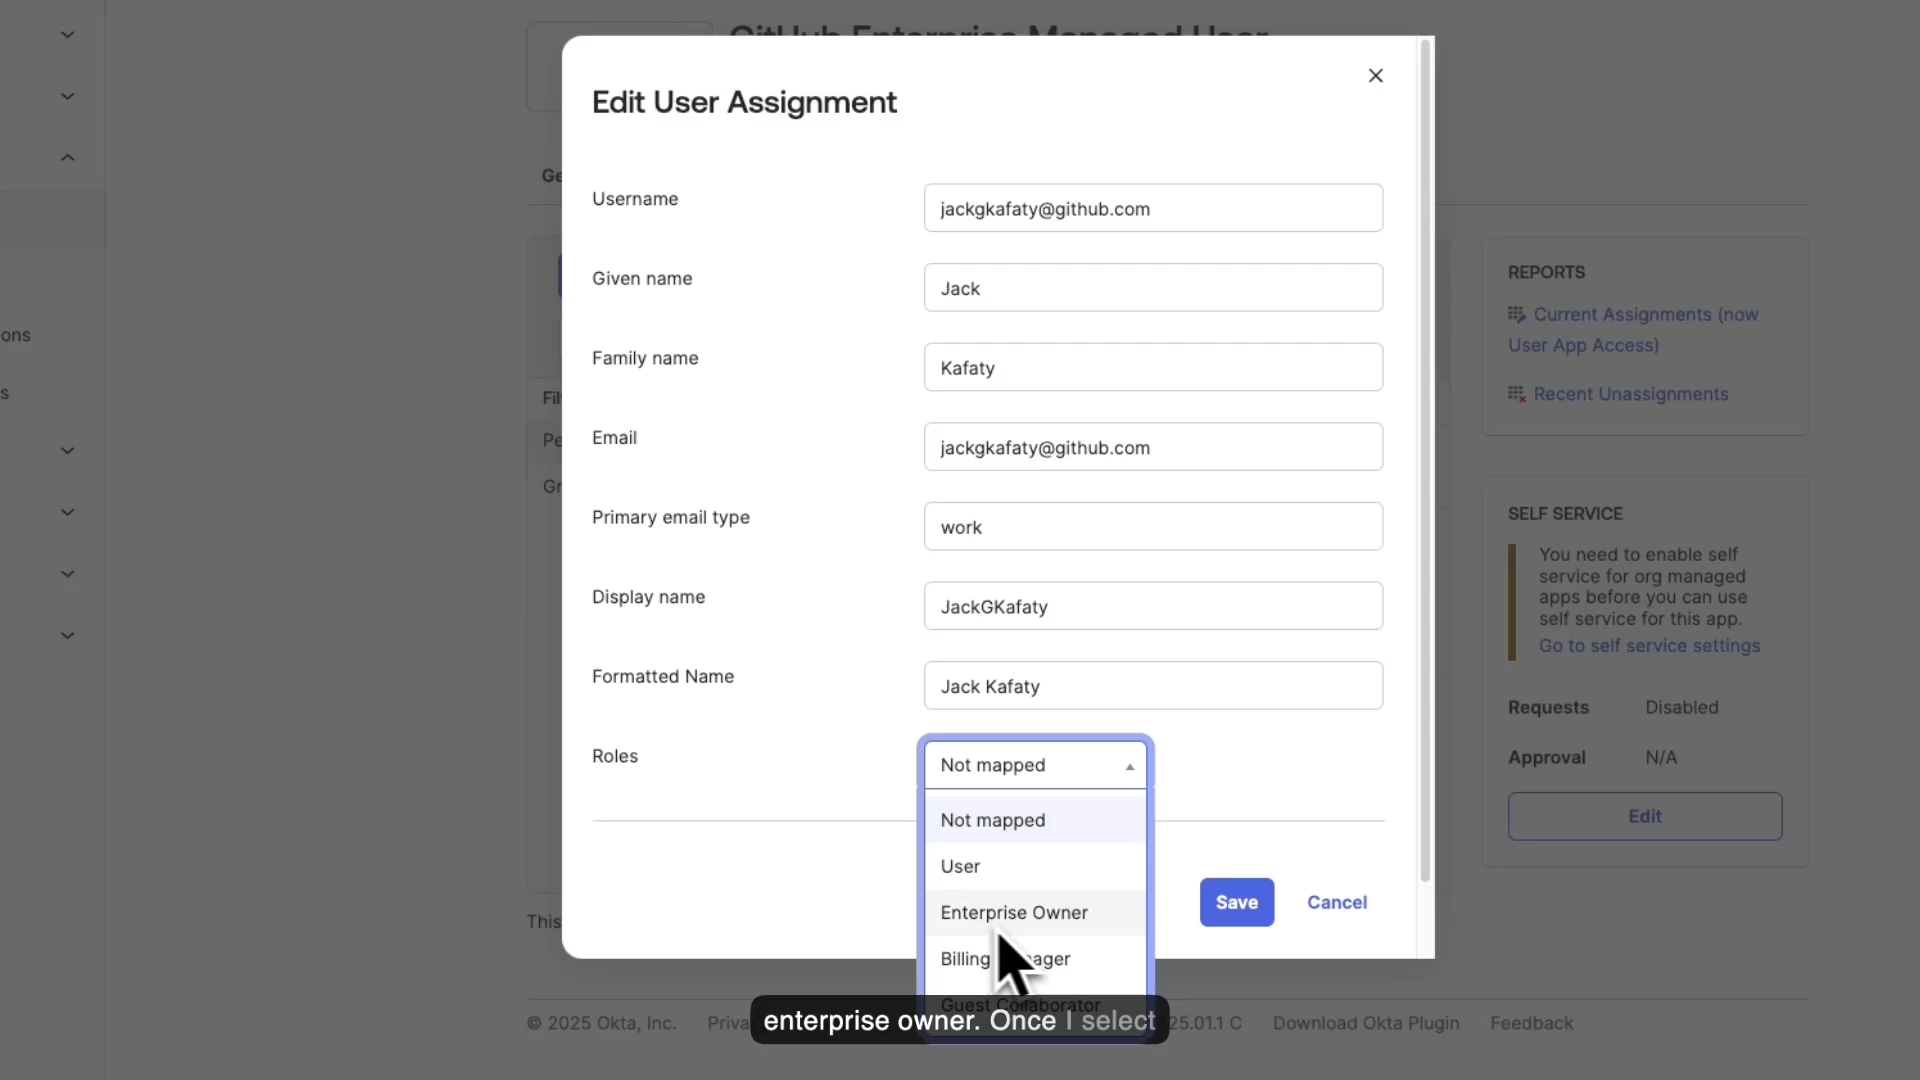 GitHub Enterprise Managed User
Edit User Assignment
Ge
Username
jackgkafaty@github.com
Given name
Jack
Family name
Kafaty
Email
jackgkafaty@github.com
Primary email type
work
Display name
JackGKafaty
Formatted Name
Jack Kafaty
Roles
Not mapped
Not mapped
User
Enterprise Owner
Billing
ager
Guest Collaborator
Save
Cancel
ons
s
Pe
Gr
This
REPORTS
Current Assignments (now
User App Access)
Recent Unassignments
SELF SERVICE
You need to enable self
service for org managed
apps before you can use
self service for this app.
Go to self service settings
Requests Disabled
Approval N/A
Edit
enterprise owner. Once I select
© 2025 Okta, Inc. Priva 25.01.1 C Download Okta Plugin Feedback